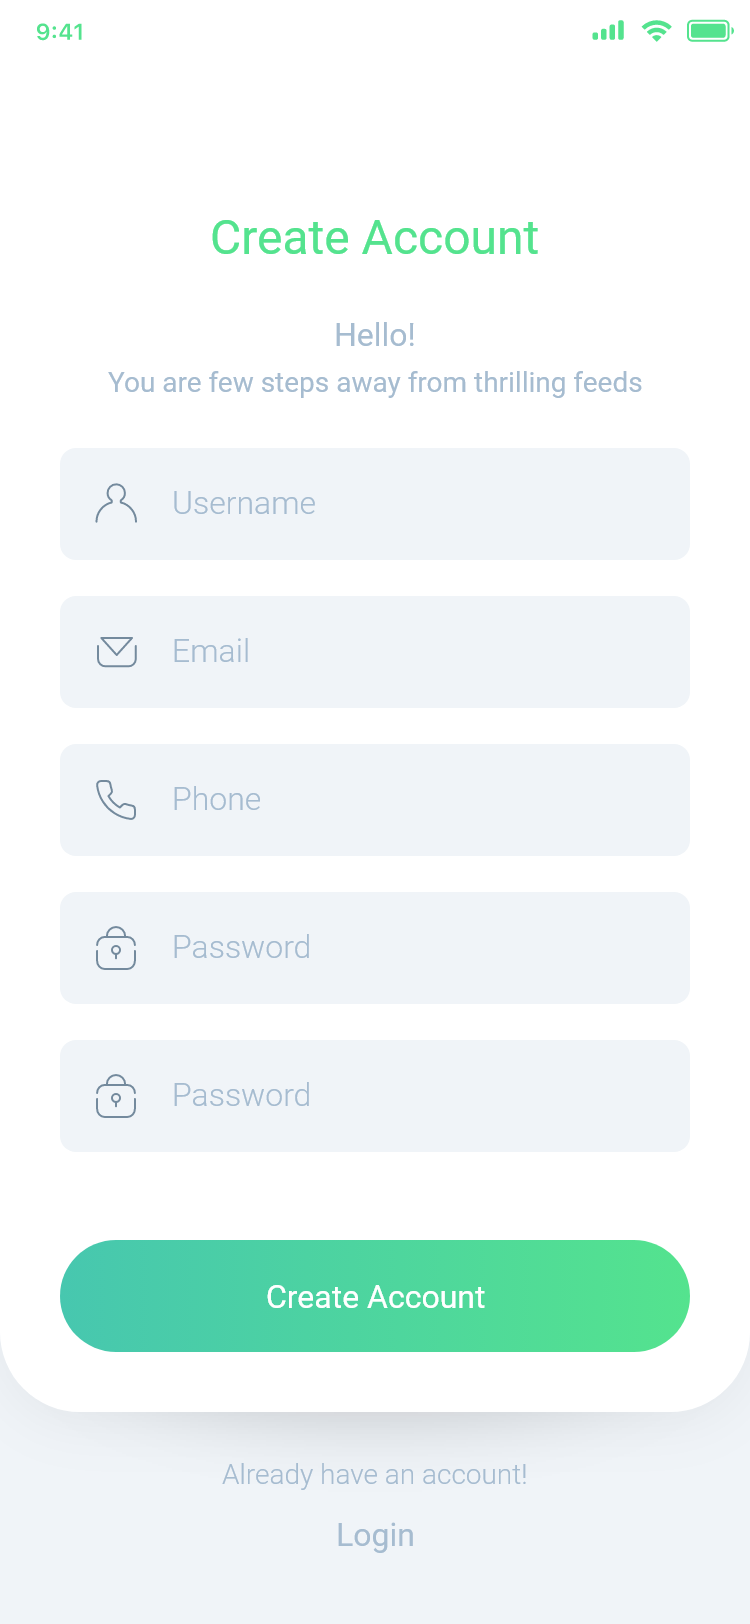 9:41
Create Account
Hello!
You are few steps away from thrilling feeds
Username
Email
Phone
Password
Password
Create Account
Already have an account!
Login